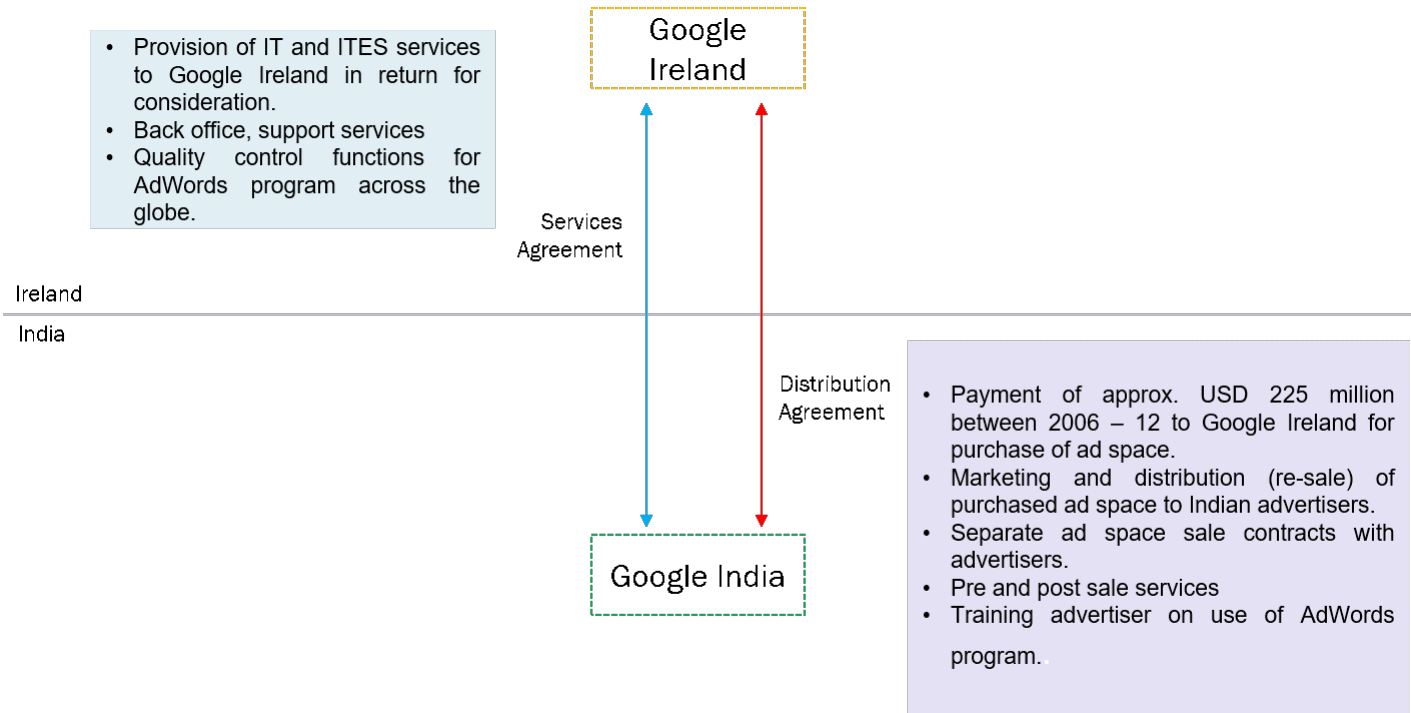 Google
Ireland
• Provision of IT and ITES services
to Google Ireland in return for
consideration.
• Back office, support services
• Quality control functions for
AdWords program across the
globe.
Services
Agreement
Ireland
India
Distribution
Agreement
• Payment of approx. USD 225 million
between 2006 – 12 to Google Ireland for
purchase of ad space.
• Marketing and distribution (re-sale) of
purchased ad space to Indian advertisers.
• Separate ad space sale contracts with
advertisers.
• Pre and post sale services
• Training advertiser on use of AdWords
program.
Google India